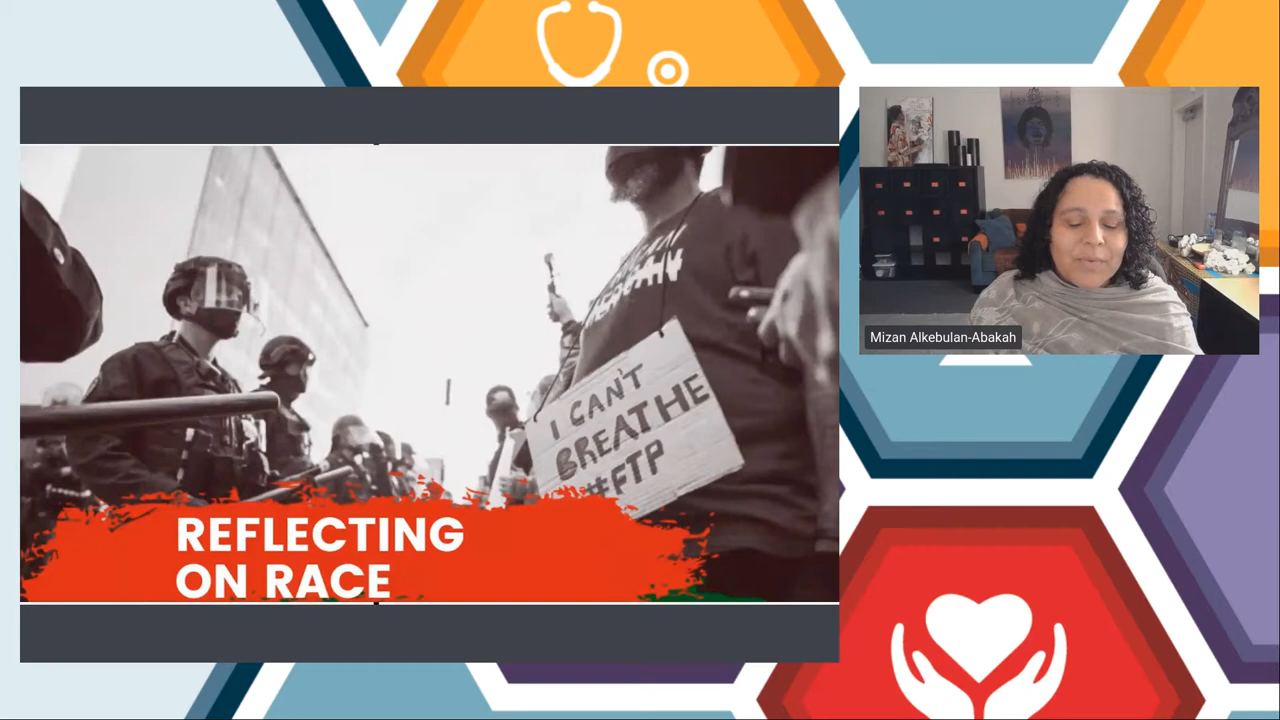 I CAN'T
BREATHE
#FTP
REFLECTING
ON RACE
Mizan Alkebulan-Abakah